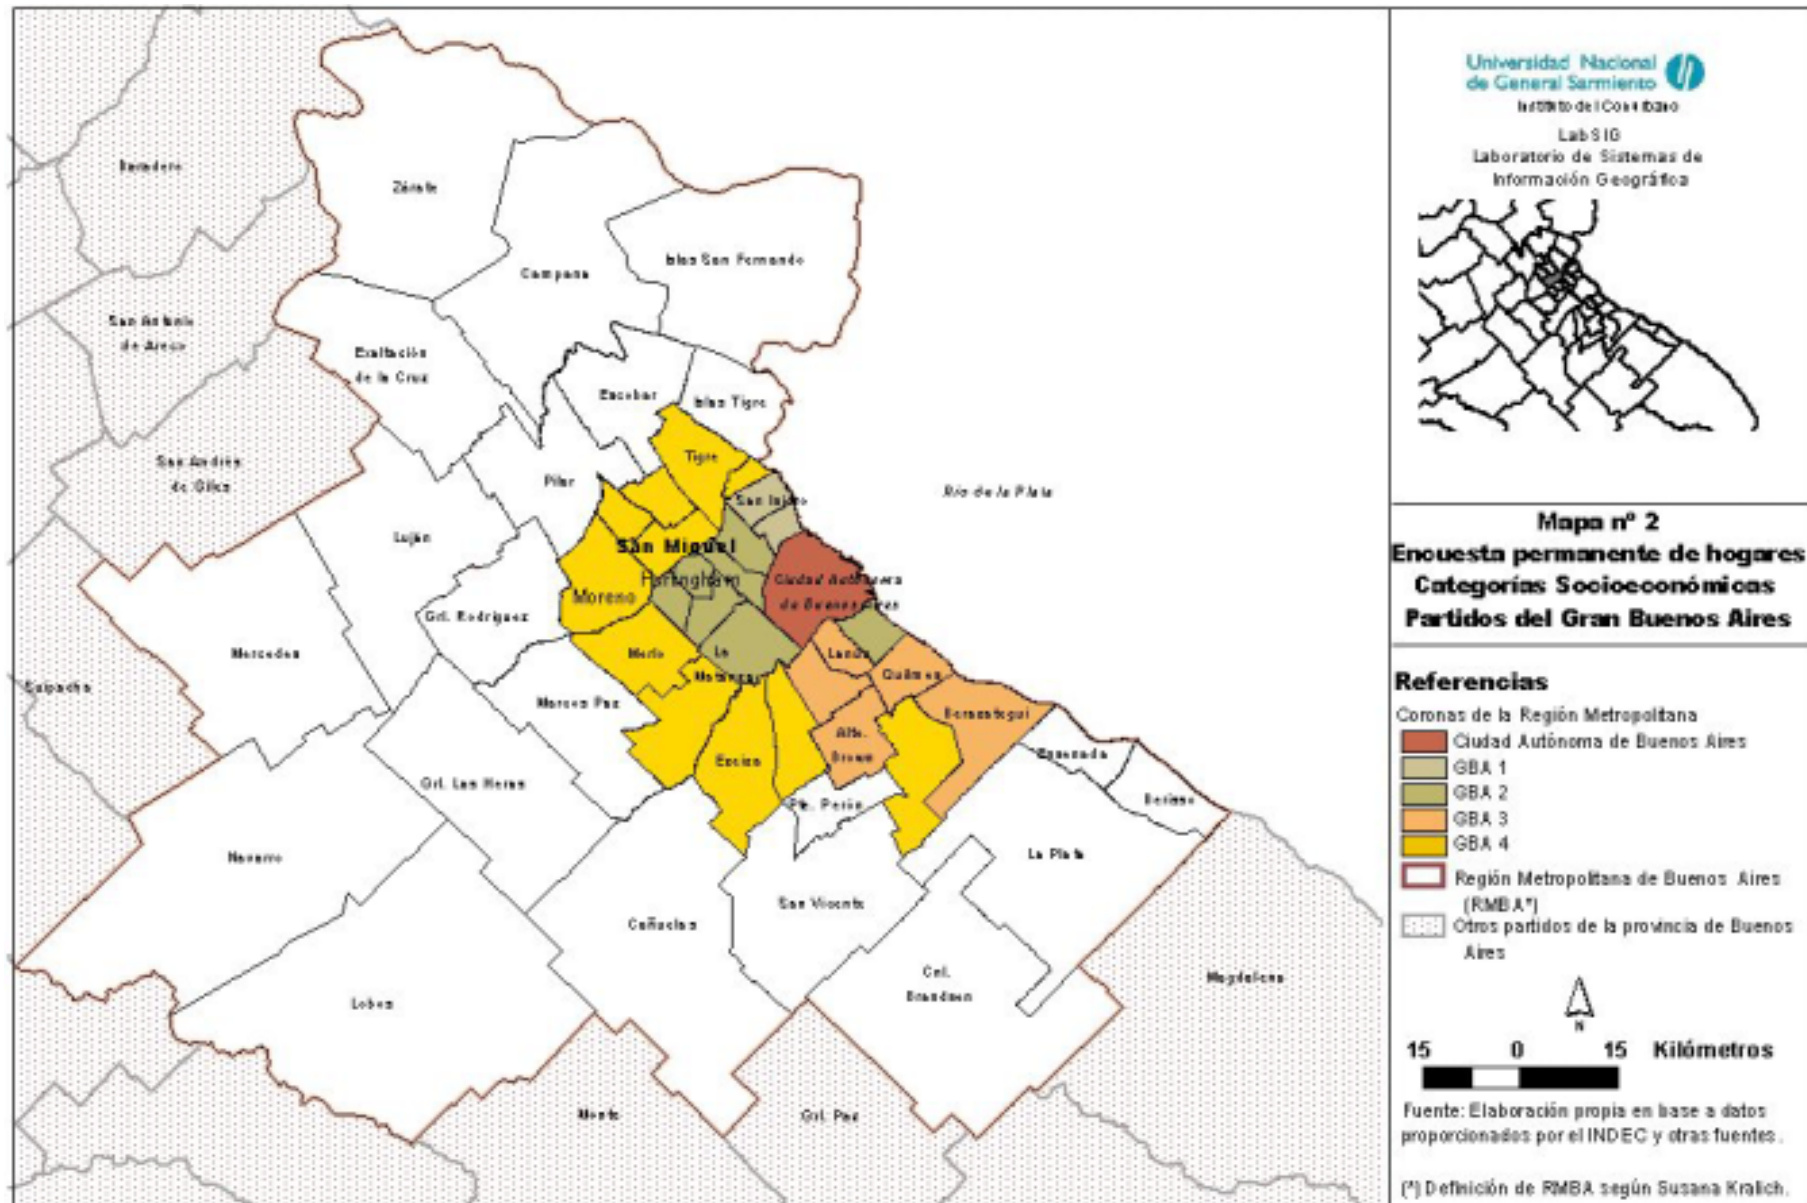 Baradero
Zárate
Campana
Islas San Fernando
San Antonio
de Areco
Exaltación
de la Cruz
Escobar
Islas Tigre
San Andrés
de Giles
Pilar
Tigre
San Isidro
Río de la Plata
Luján
San Miguel
Hurlingham
Ciudad Autónoma
de Buenos Aires
Moreno
Grl. Rodríguez
Mercedes
Merlo
La
Matanza
Lanús
Quilmes
Suipacha
Marcos Paz
Berazategui
Alte.
Brown
Ezeiza
Ensenada
Grl. Las Heras
Pte. Perón
Berisso
Navarro
La Plata
San Vicente
Cañuelas
Cnl.
Brandsen
Magdalena
Lobos
Monte
Grl. Paz
Universidad Nacional
de General Sarmiento
Instituto del Conurbano
LabSIG
Laboratorio de Sistemas de
Información Geográfica
Mapa nº 2
Encuesta permanente de hogares
Categorías Socioeconómicas
Partidos del Gran Buenos Aires
Referencias
Coronas de la Región Metropolitana
Ciudad Autónoma de Buenos Aires
GBA 1
GBA 2
GBA 3
GBA 4
Región Metropolitana de Buenos Aires
(RMBA*)
Otros partidos de la provincia de Buenos
Aires
N
15 0 15 Kilómetros
Fuente: Elaboración propia en base a datos
proporcionados por el INDEC y otras fuentes.
(*) Definición de RMBA según Susana Kralich.